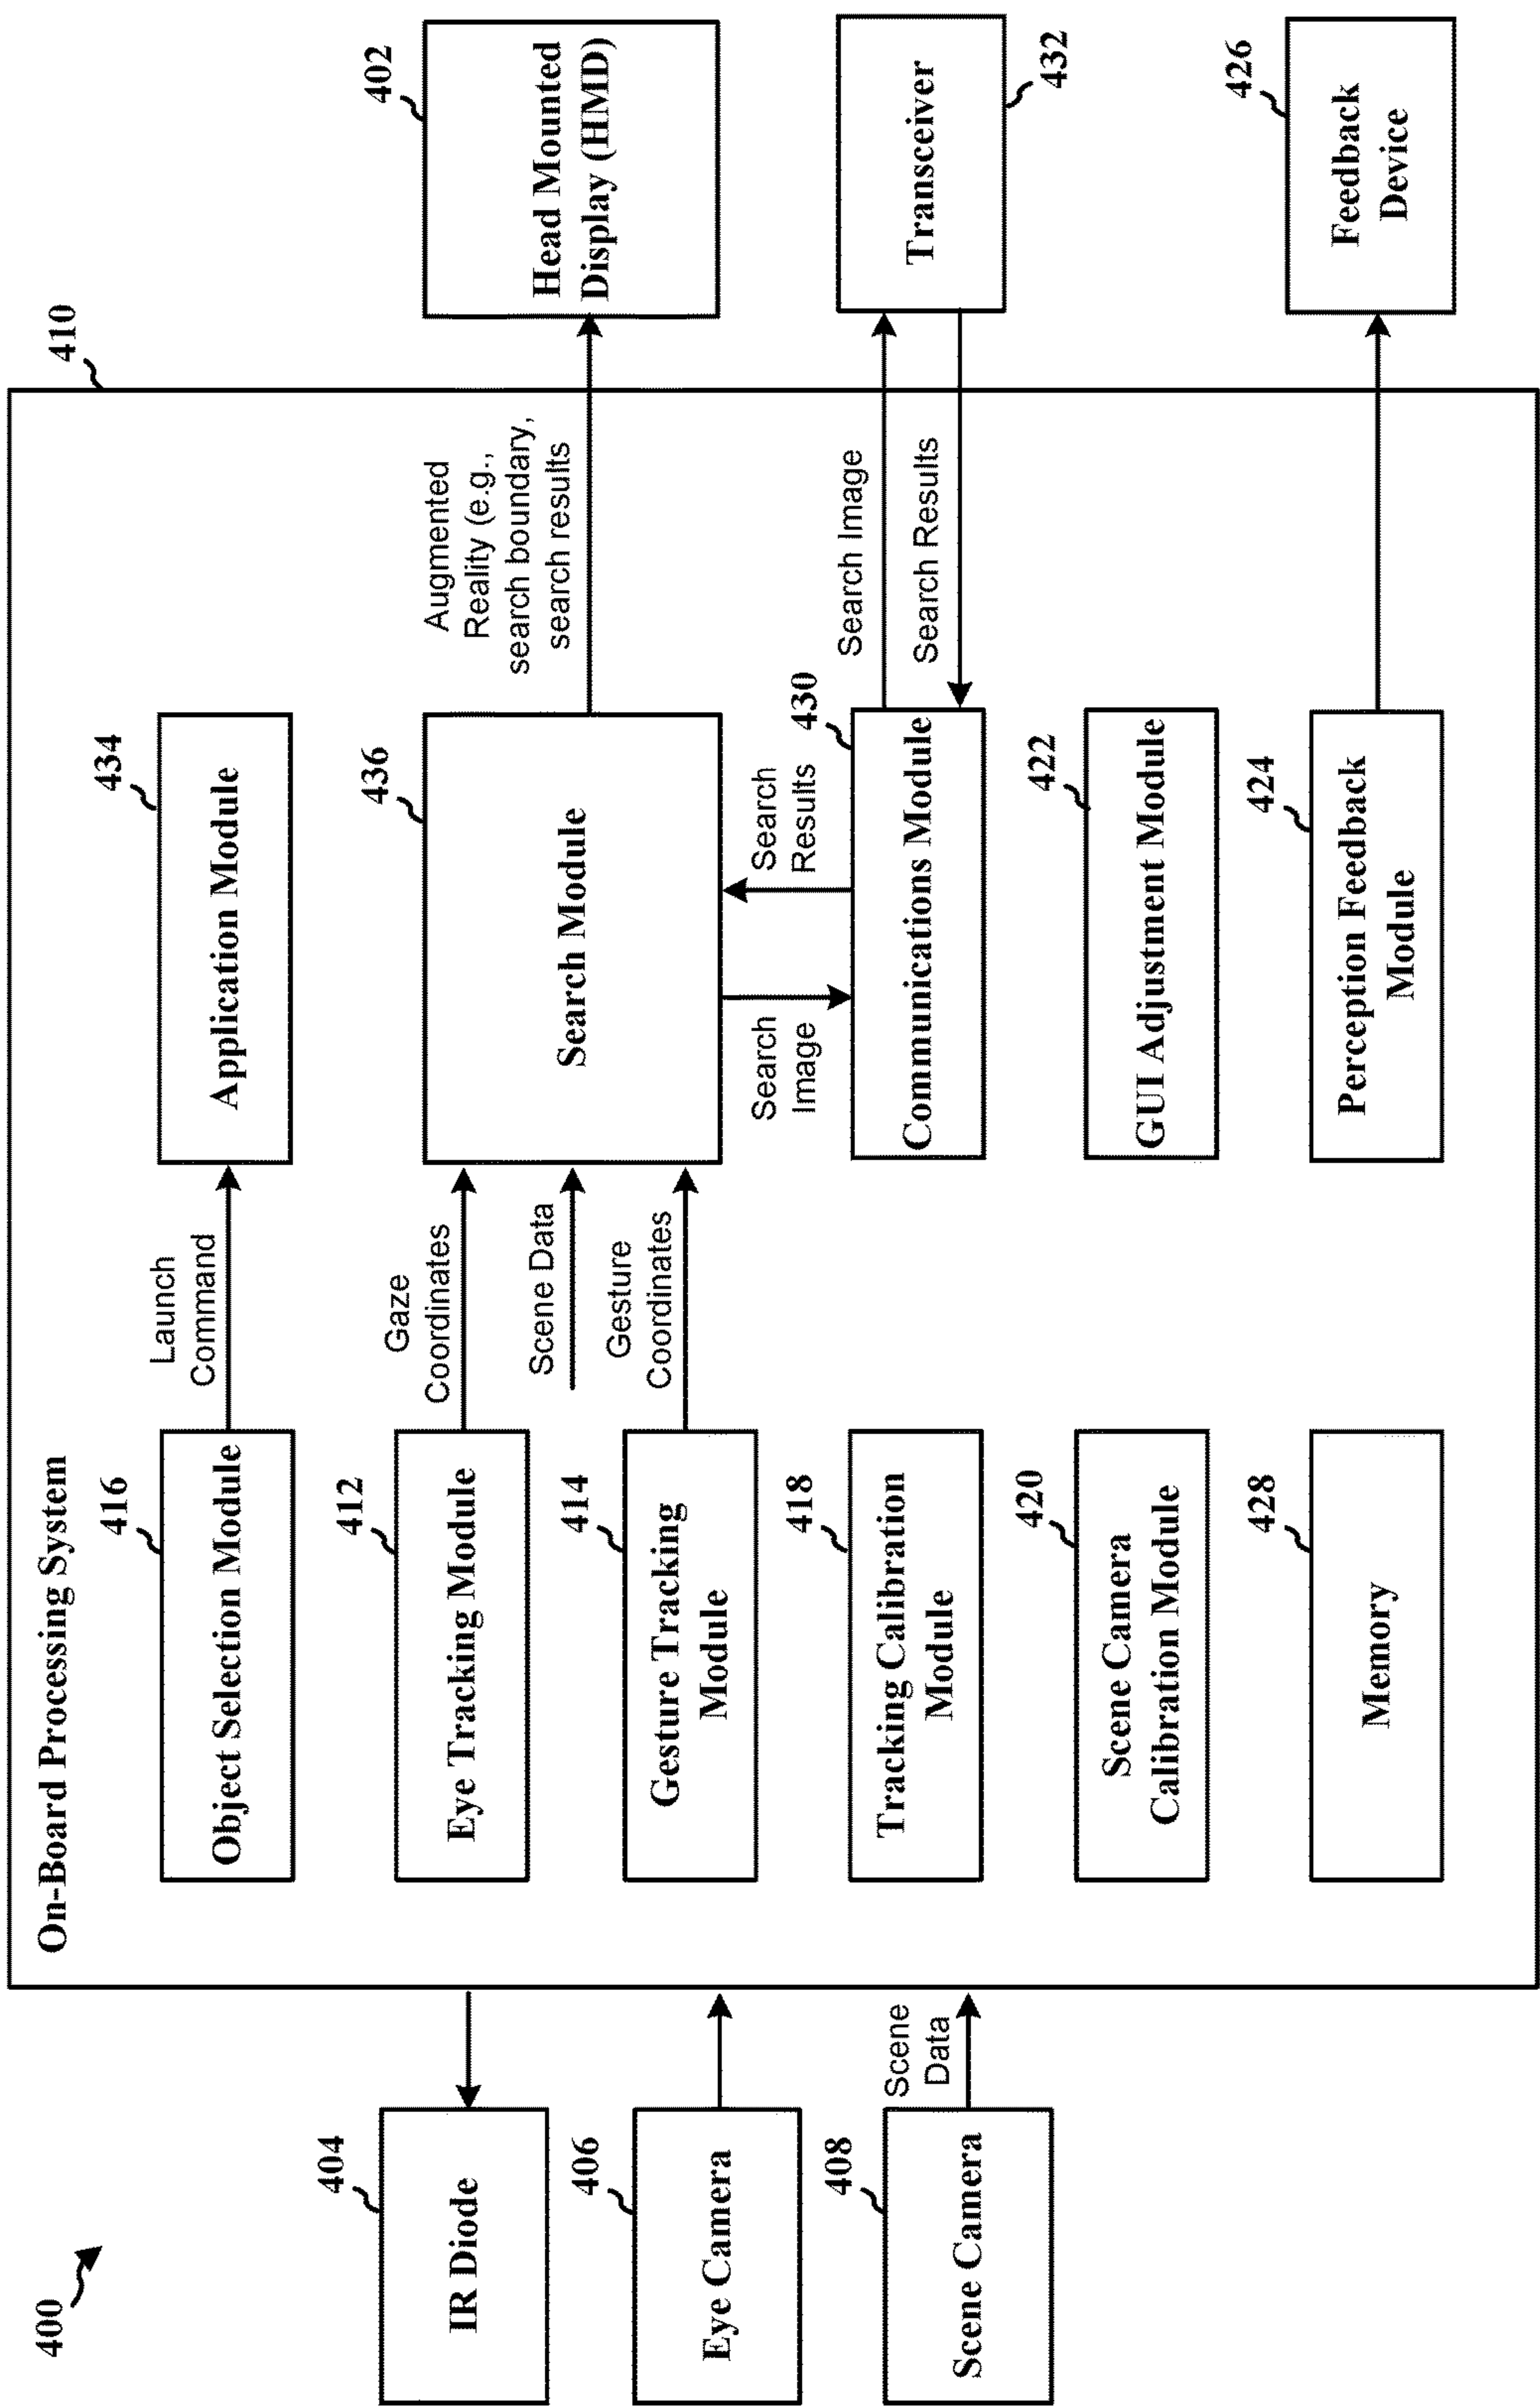 400
404
IR Diode
406
Eye Camera
408
Scene Camera
Scene
Data
410
On-Board Processing System
416
Object Selection Module
Launch
Command
434
Application Module
412
Eye Tracking Module
Gaze
Coordinates
Scene Data
414
Gesture Tracking
Module
Gesture
Coordinates
436
Search Module
Augmented
Reality (e.g.,
search boundary,
search results
402
Head Mounted
Display (HMD)
Search
Image
Search
Results
418
Tracking Calibration
Module
430
Communications Module
Search Image
Search Results
Transceiver
432
420
Scene Camera
Calibration Module
422
GUI Adjustment Module
428
Memory
424
Perception Feedback
Module
426
Feedback
Device